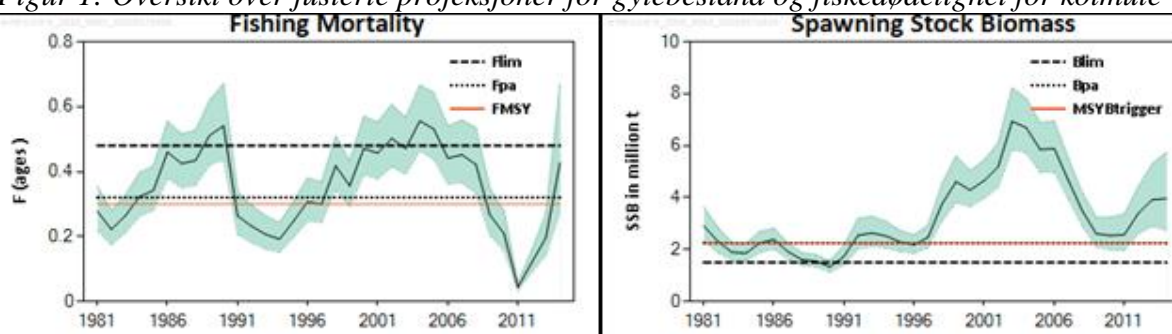 Figur 1. Oversikt over justerte projeksjoner for gytebestand og fiskedødelighet for kolmule
Fishing Mortality
0.8
0.6
0.4
0.2
0
F (ages )
Flim
Fpa
FMSY
1981 1986 1991 1996 2001 2006 2011
Spawning Stock Biomass
10
8
6
4
2
0
SSB in million t
Blim
Bpa
MSYBtrigger
1981 1986 1991 1996 2001 2006 2011